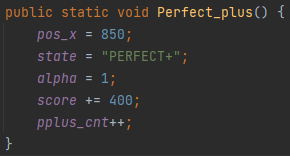 public static void Perfect_plus() {
    pos_x = 850;
    state = "PERFECT+";
    alpha = 1;
    score += 400;
    pplus_cnt++;
}